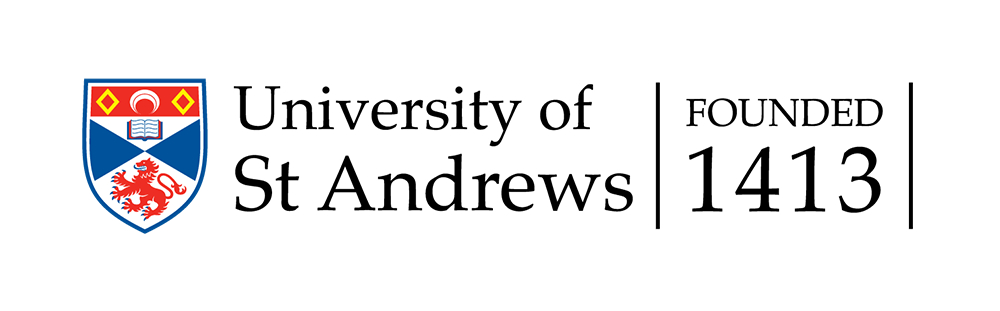 University of
St Andrews
FOUNDED
1413